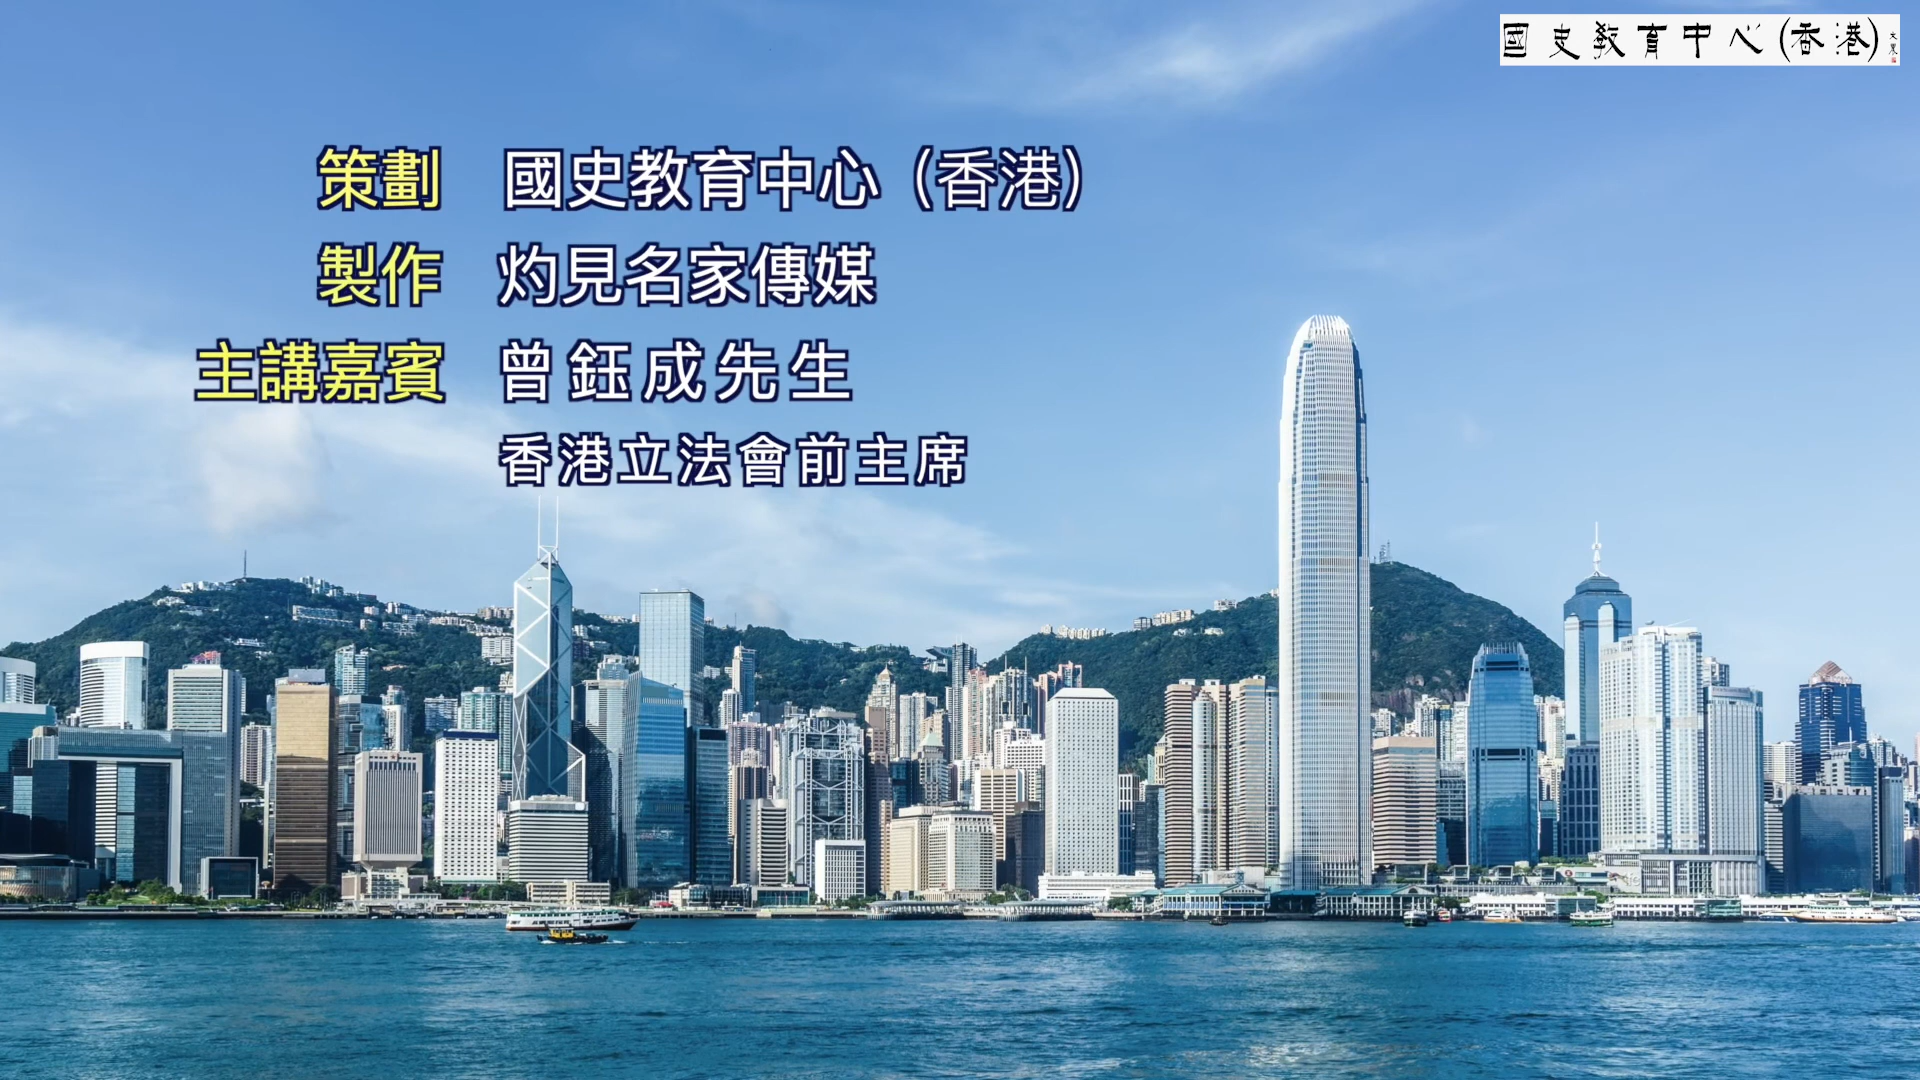 國史教育中心(香港)
策劃 國史教育中心（香港）
製作 灼見名家傳媒
主講嘉賓 曾鈺成先生
香港立法會前主席